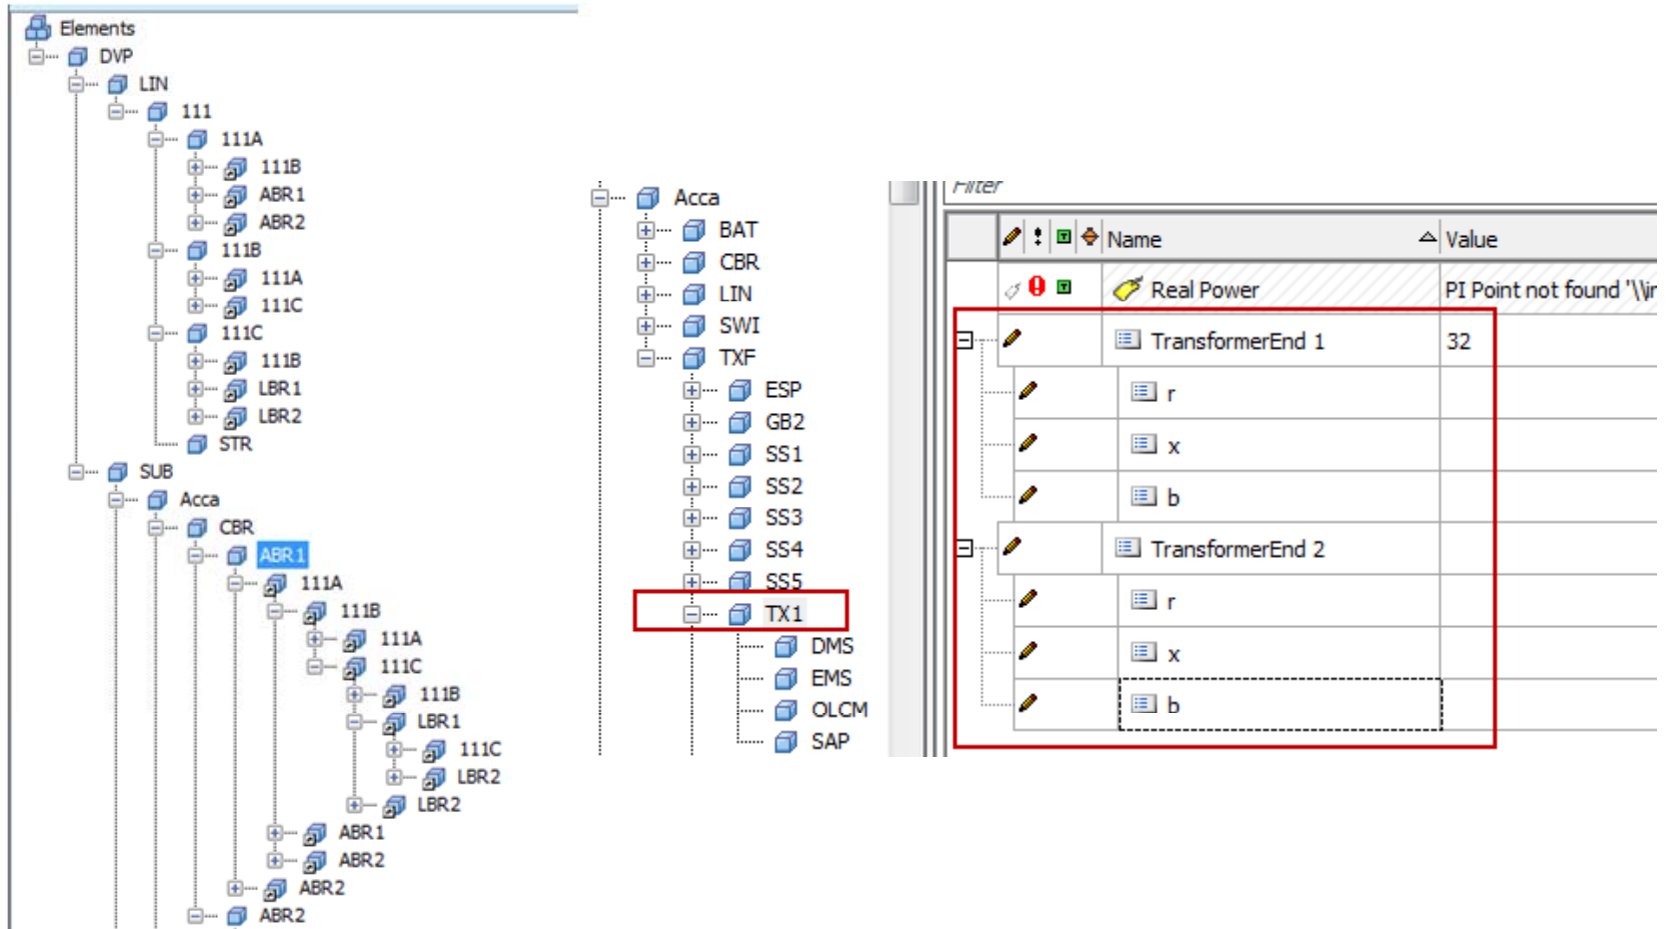 Elements
DVP
LIN
111
111A
111B
ABR1
ABR2
111B
111A
111C
111C
111B
LBR1
LBR2
STR
SUB
Acca
CBR
ABR1
111A
111B
111A
111C
111B
LBR1
111C
LBR2
LBR2
ABR1
ABR2
ABR2
ABR2
Acca
BAT
CBR
LIN
SWI
TXF
ESP
GB2
SS1
SS2
SS3
SS4
SS5
TX1
DMS
EMS
OLCM
SAP
Filter
Name Value
Real Power PI Point not found '\\
TransformerEnd 1 32
r
x
b
TransformerEnd 2
r
x
b